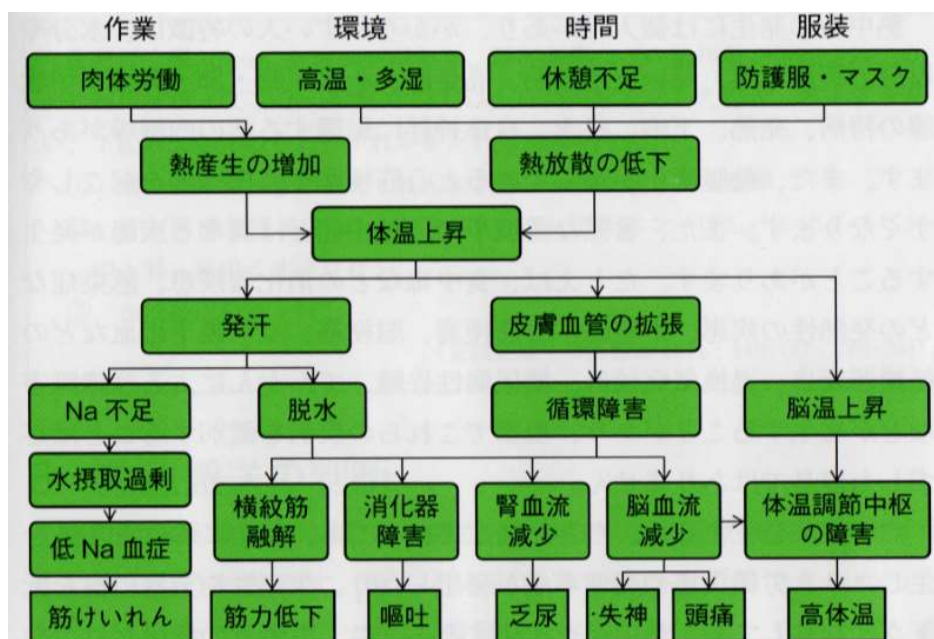 作業
環境
時間
服装
肉体労働
高温・多湿
休憩不足
防護服・マスク
熱産生の増加
熱放散の低下
体温上昇
発汗
皮膚血管の拡張
Na 不足
脱水
循環障害
脳温上昇
水摂取過剰
横紋筋
融解
消化器
障害
腎血流
減少
脳血流
減少
体温調節中枢
の障害
低 Na 血症
筋けいれん
筋力低下
嘔吐
乏尿
失神
頭痛
高体温